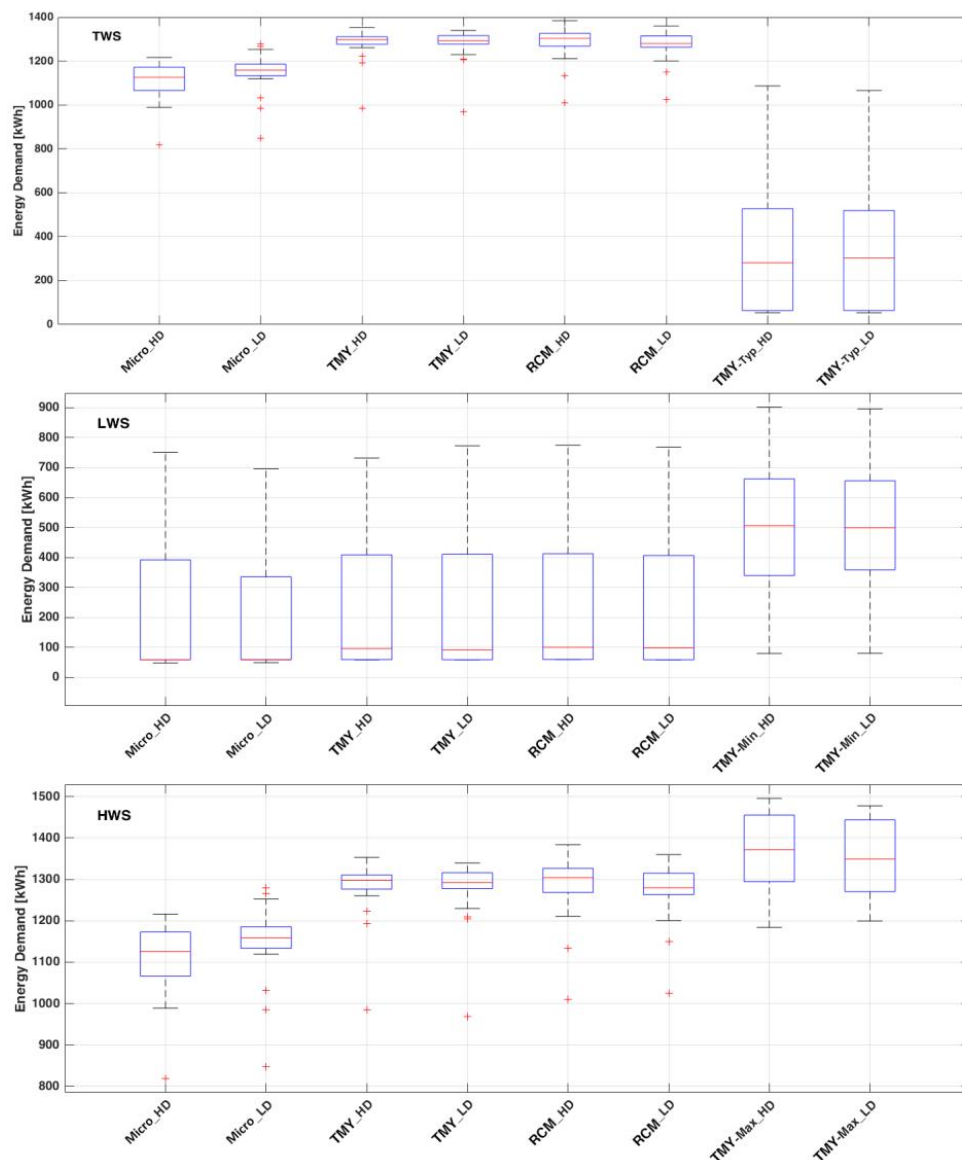 TWS
Energy Demand [kWh]
1400
1200
1000
800
600
400
200
0
Micro_HD
Micro_LD
TMY_HD
TMY_LD
RCM_HD
RCM_LD
TMY-Typ_HD
TMY-Typ_LD
LWS
Energy Demand [kWh]
900
800
700
600
500
400
300
200
100
0
Micro_HD
Micro_LD
TMY_HD
TMY_LD
RCM_HD
RCM_LD
TMY-Min_HD
TMY-Min_LD
HWS
Energy Demand [kWh]
1500
1400
1300
1200
1100
1000
900
800
Micro_HD
Micro_LD
TMY_HD
TMY_LD
RCM_HD
RCM_LD
TMY-Max_HD
TMY-Max_LD